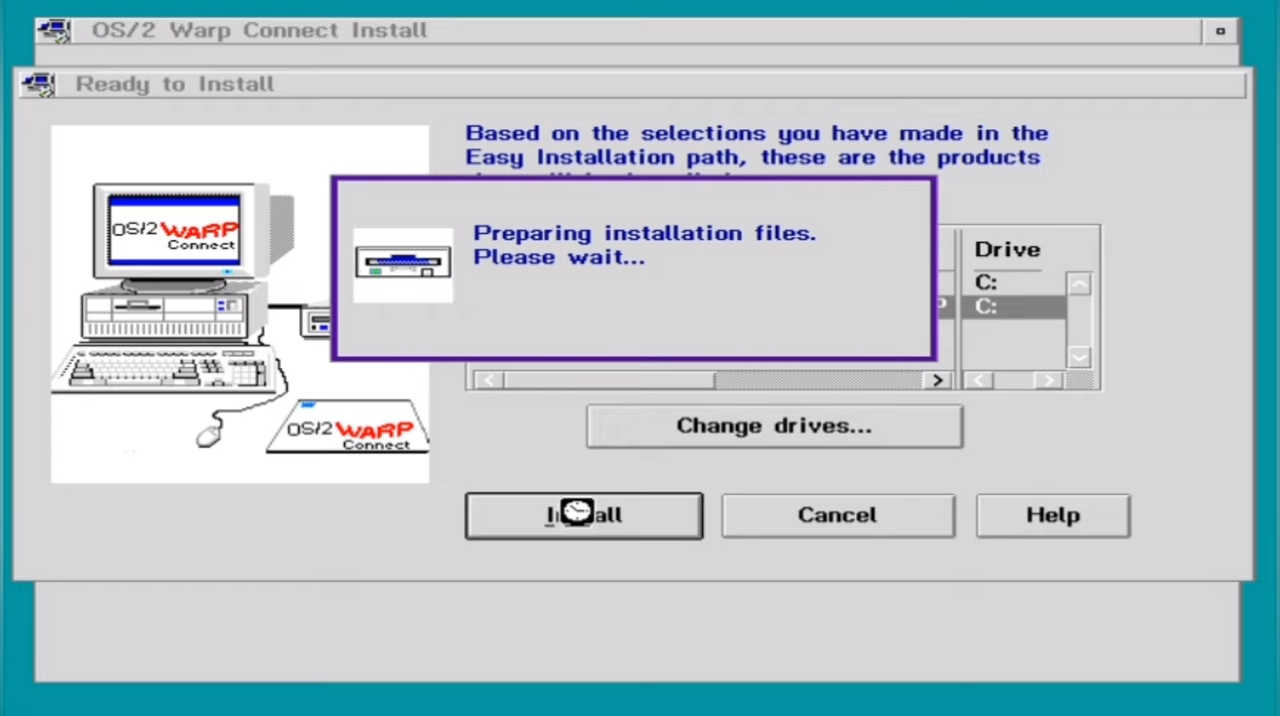 OS/2 Warp Connect Install
Ready to Install
Based on the selections you have made in the
Easy Installation path, these are the products
OS/2 WARP
Connect
Preparing installation files.
Please wait...
Drive
C:
P C:
OS/2 WARP
Connect
Change drives...
Install
Cancel
Help